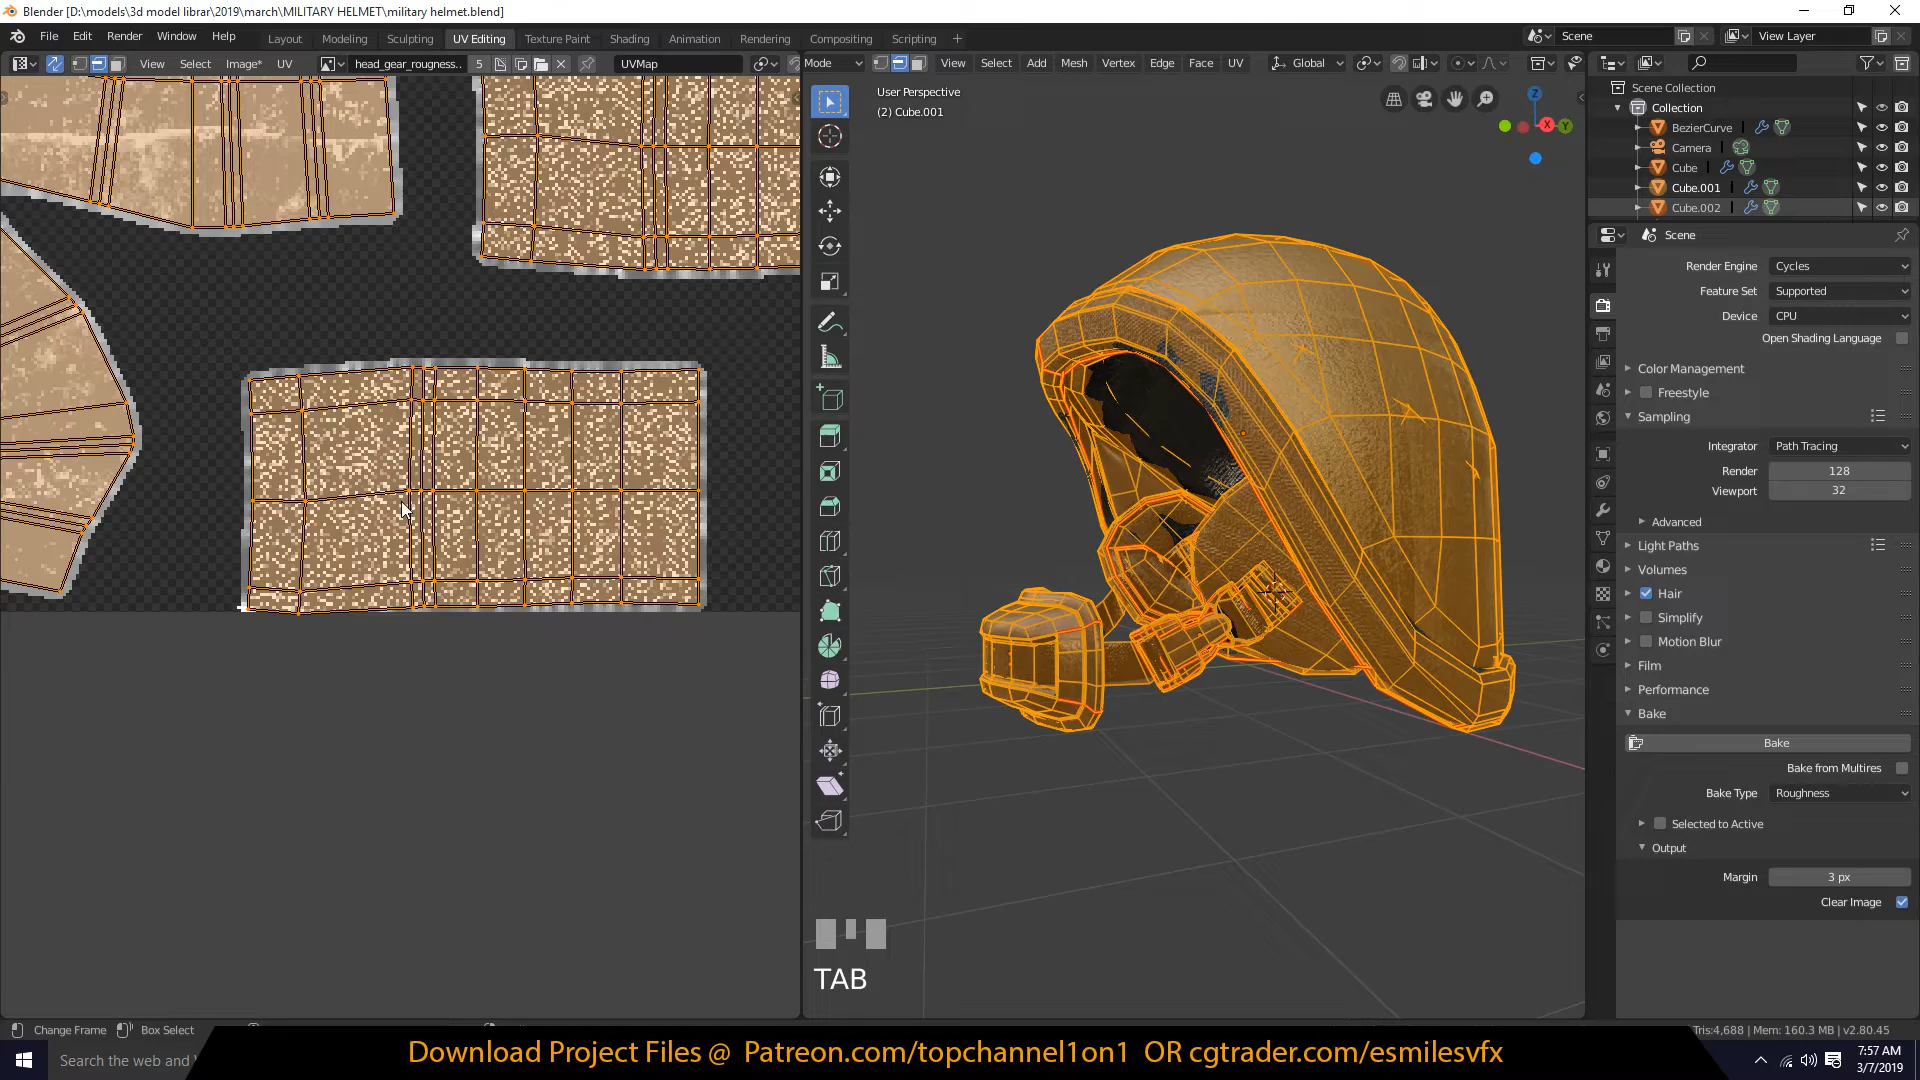 Blender [D:\models\3d model librar\2019\march\MILITARY HELMET\military helmet.blend]
File Edit Render Window Help Layout Modeling Sculpting UV Editing Texture Paint Shading Animation Rendering Compositing Scripting + Scene View Layer
View Select Image* UV head_gear_rougness.. 5 UVMap
Mode View Select Add Mesh Vertex Edge Face UV Global
User Perspective
(2) Cube.001
Z
X
Y
Scene Collection
Collection
BezierCurve
Camera
Cube
Cube.001
Cube.002
Scene
Render Engine Cycles
Feature Set Supported
Device CPU
Open Shading Language
Color Management
Freestyle
Sampling
Integrator Path Tracing
Render 128
Viewport 32
Advanced
Light Paths
Volumes
Hair
Simplify
Motion Blur
Film
Performance
Bake
Bake
Bake from Multires
Bake Type Roughness
Selected to Active
Output
Margin 3 px
Clear Image
TAB
Change Frame Box Select
Tris:4,688 | Mem: 160.3 MB | v2.80.45
Search the web and
Download Project Files @ Patreon.com/topchannel1on1 OR cgtrader.com/esmilesvfx
7:57 AM
3/7/2019